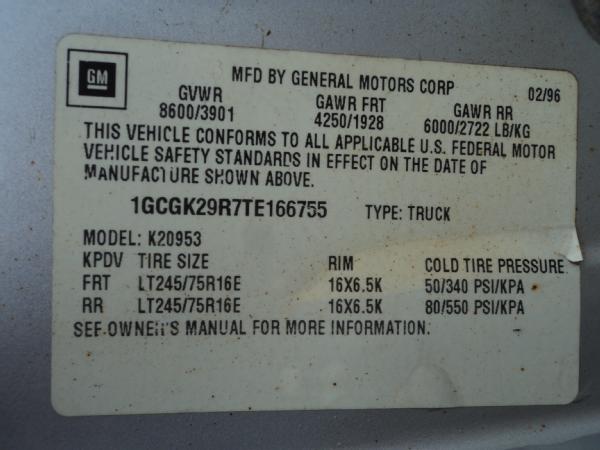 GM
MFD BY GENERAL MOTORS CORP 02/96
GVWR GAWR FRT GAWR RR
8600/3901 4250/1928 6000/2722 LB/KG
THIS VEHICLE CONFORMS TO ALL APPLICABLE U.S. FEDERAL MOTOR
VEHICLE SAFETY STANDARDS IN EFFECT ON THE DATE OF
MANUFACTURE SHOWN ABOVE.
1GCGK29R7TE166755 TYPE: TRUCK
MODEL: K20953
KPDV TIRE SIZE RIM COLD TIRE PRESSURE
FRT LT245/75R16E 16X6.5K 50/340 PSI/KPA
RR LT245/75R16E 16X6.5K 80/550 PSI/KPA
SEE OWNER'S MANUAL FOR MORE INFORMATION.